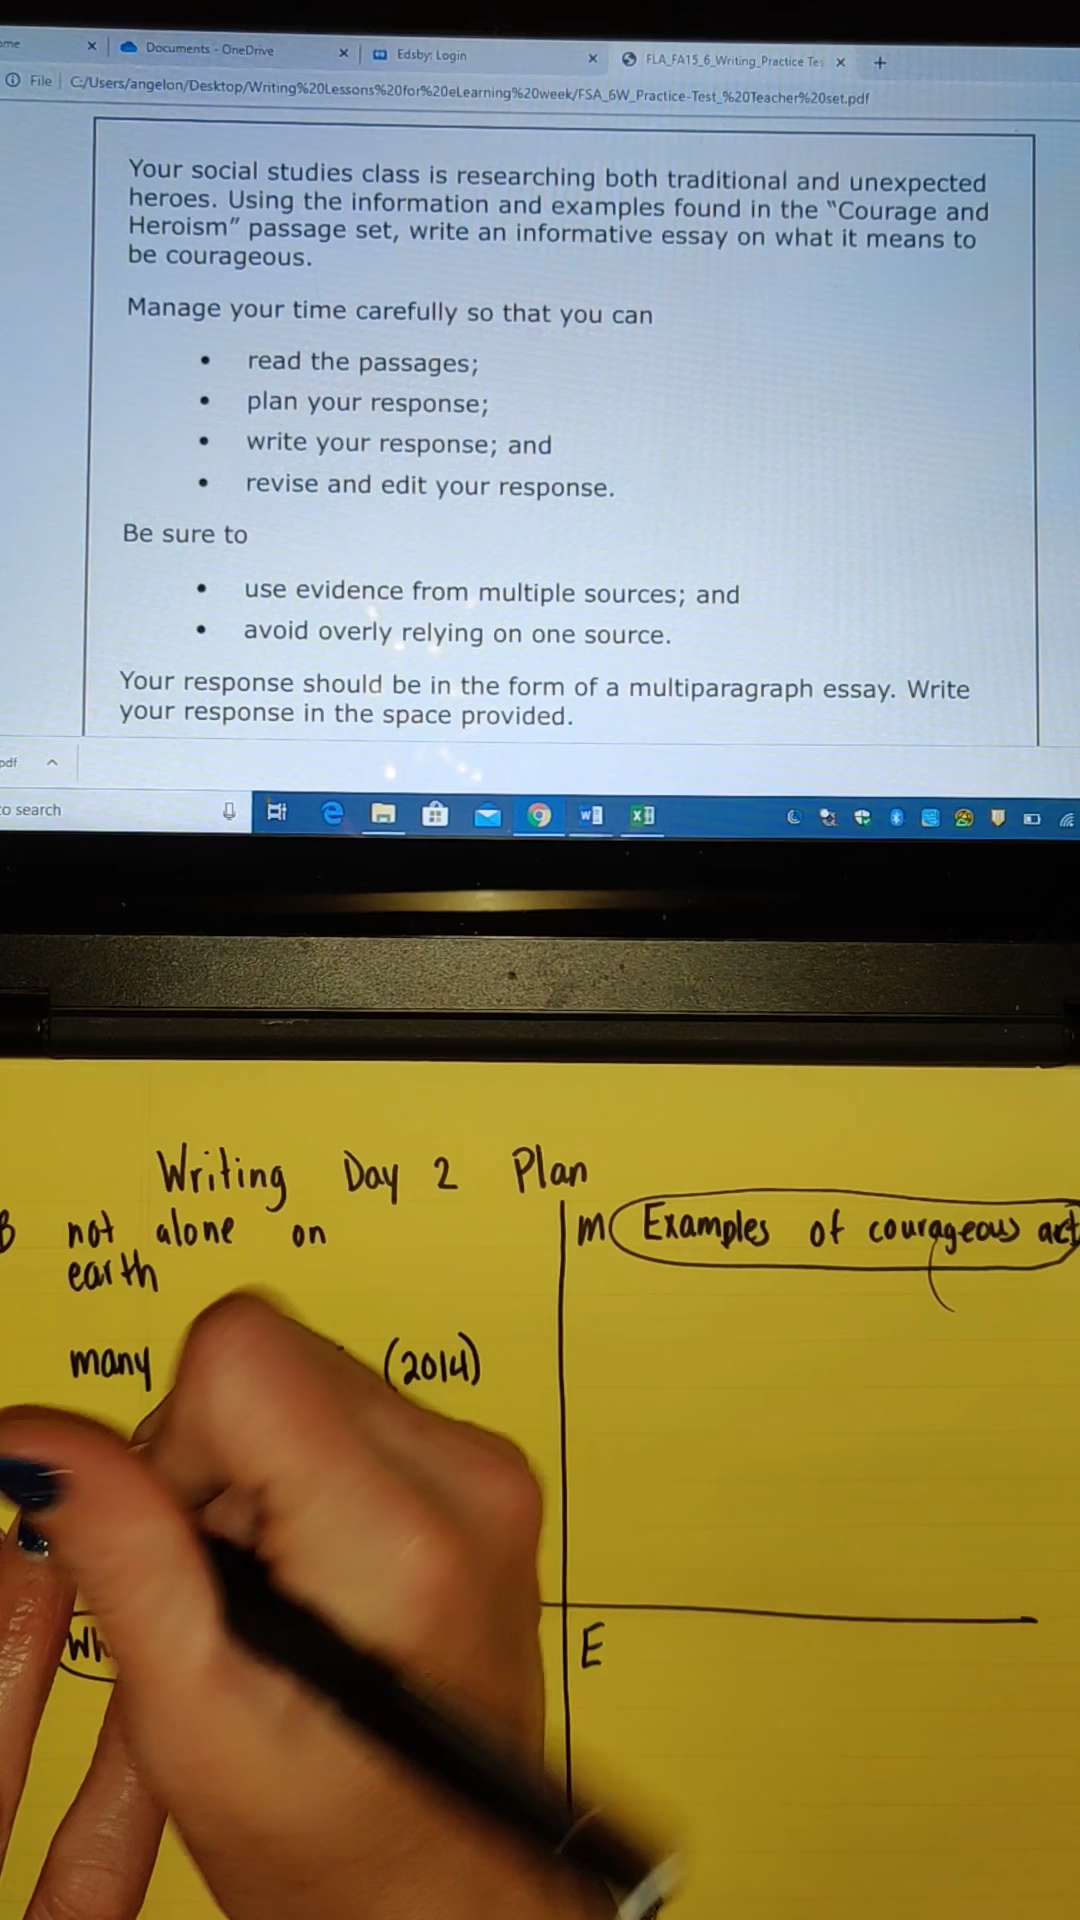 Documents - OneDrive
Edsby: Login
FLA_FA15_6_Writing_Practice Tes
File
C:/Users/angelon/Desktop/Writing%20Lessons%20for%20eLearning%20week/FSA_6W_Practice-Test_%20Teacher%20set.pdf
Your social studies class is researching both traditional and unexpected
heroes. Using the information and examples found in the “Courage and
Heroism” passage set, write an informative essay on what it means to
be courageous.
Manage your time carefully so that you can
• read the passages;
• plan your response;
• write your response; and
• revise and edit your response.
Be sure to
• use evidence from multiple sources; and
• avoid overly relying on one source.
Your response should be in the form of a multiparagraph essay. Write
your response in the space provided.
pdf
to search
Writing Day 2 Plan
B not alone on
earth
many (2014)
M Examples of courageous act
Wh
E